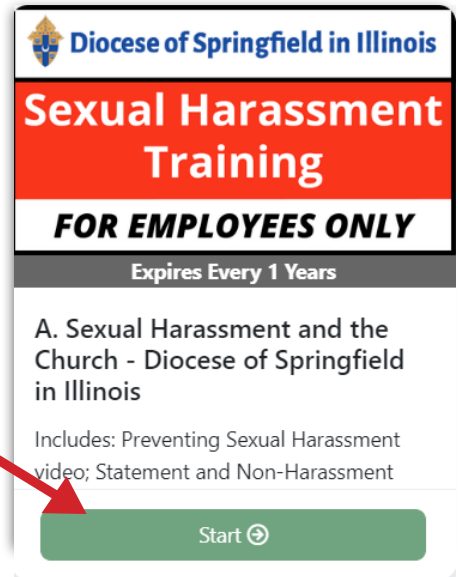 Diocese of Springfield in Illinois
Sexual Harassment
Training
FOR EMPLOYEES ONLY
Expires Every 1 Years
A. Sexual Harassment and the
Church - Diocese of Springfield
in Illinois
Includes: Preventing Sexual Harassment
video; Statement and Non-Harassment
Start